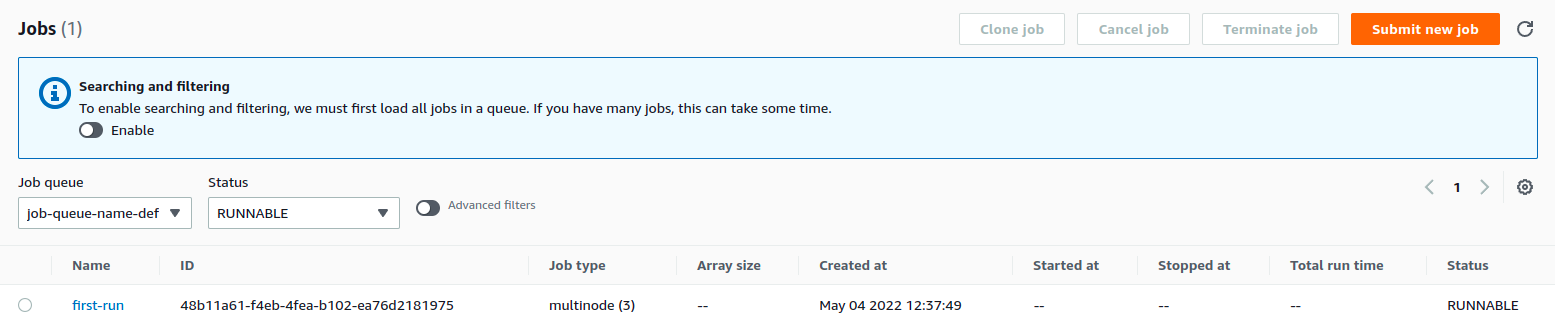 Jobs (1)
Clone job
Cancel job
Terminate job
Submit new job
Searching and filtering
To enable searching and filtering, we must first load all jobs in a queue. If you have many jobs, this can take some time.
Enable
Job queue
Status
job-queue-name-def
RUNNABLE
Advanced filters
1
Name ID Job type Array size Created at Started at Stopped at Total run time Status
first-run 48b11a61-f4eb-4fea-b102-ea76d2181975 multinode (3) -- May 04 2022 12:37:49 -- -- -- RUNNABLE